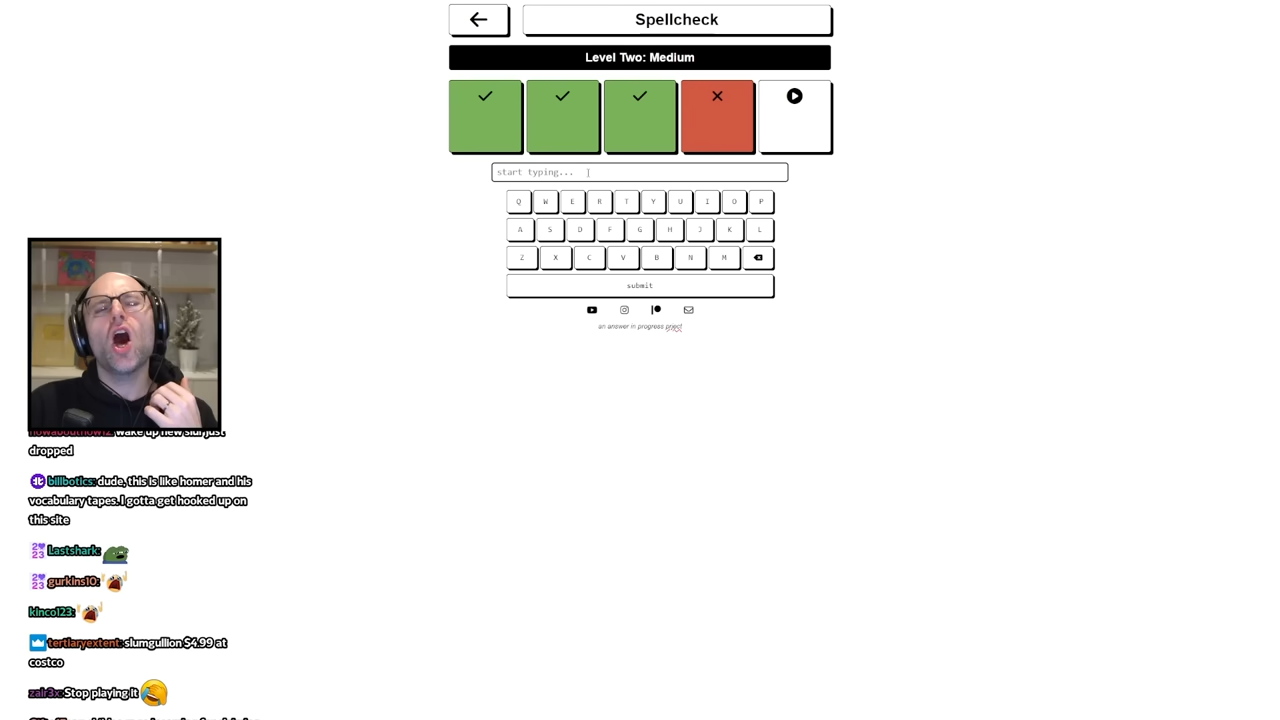 Spellcheck
Level Two: Medium
start typing...
Q W E R T Y U I O P
A S D F G H J K L
Z X C V B N M
submit
an answer in progress
howabouthow12: wake up new slur just
dropped
billbotics: dude, this is like homer and his
vocabulary tapes. I gotta get hooked up on
this site
Lastshark:
gurkins10:
kinco123:
tertiaryextent: slumgullion $4.99 at
costco
zair3x: Stop playing it